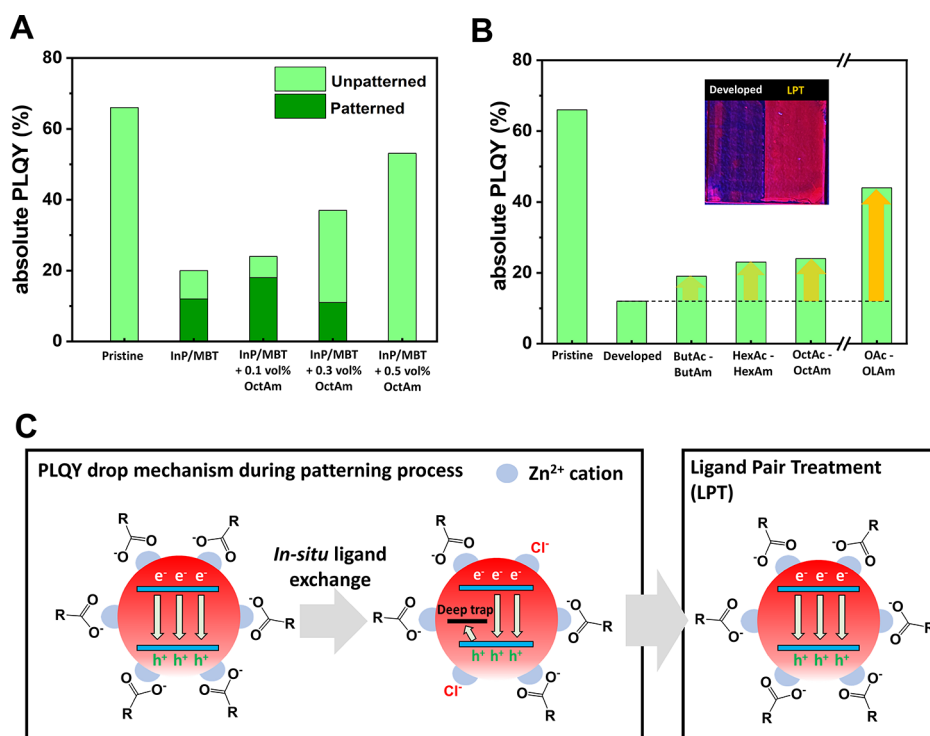 A
absolute PLQY (%)
80
60
40
20
0
Unpatterned
Patterned
Pristine
InP/MBT
InP/MBT
+ 0.1 vol%
OctAm
InP/MBT
+ 0.3 vol%
OctAm
InP/MBT
+ 0.5 vol%
OctAm
B
absolute PLQY (%)
80
60
40
20
0
Developed
LPT
Pristine
Developed
ButAc -
ButAm
HexAc -
HexAm
OctAc -
OctAm
OAc -
OLAm
C
PLQY drop mechanism during patterning process
Zn²⁺ cation
R
⁻O
O
R
O
O⁻
R
O
O⁻
R
O
O⁻
R
O
O⁻
R
O
O⁻
e⁻ e⁻ e⁻
h⁺ h⁺ h⁺
In-situ ligand
exchange
R
⁻O
O
Cl⁻
R
O
O⁻
R
O
O⁻
R
O
O⁻
Cl⁻
e⁻ e⁻ e⁻
Deep trap
h⁺ h⁺ h⁺
Ligand Pair Treatment
(LPT)
R
⁻O
O
R
O
O⁻
R
O
O⁻
R
O
O⁻
R
O
O⁻
R
O
O⁻
e⁻ e⁻ e⁻
h⁺ h⁺ h⁺